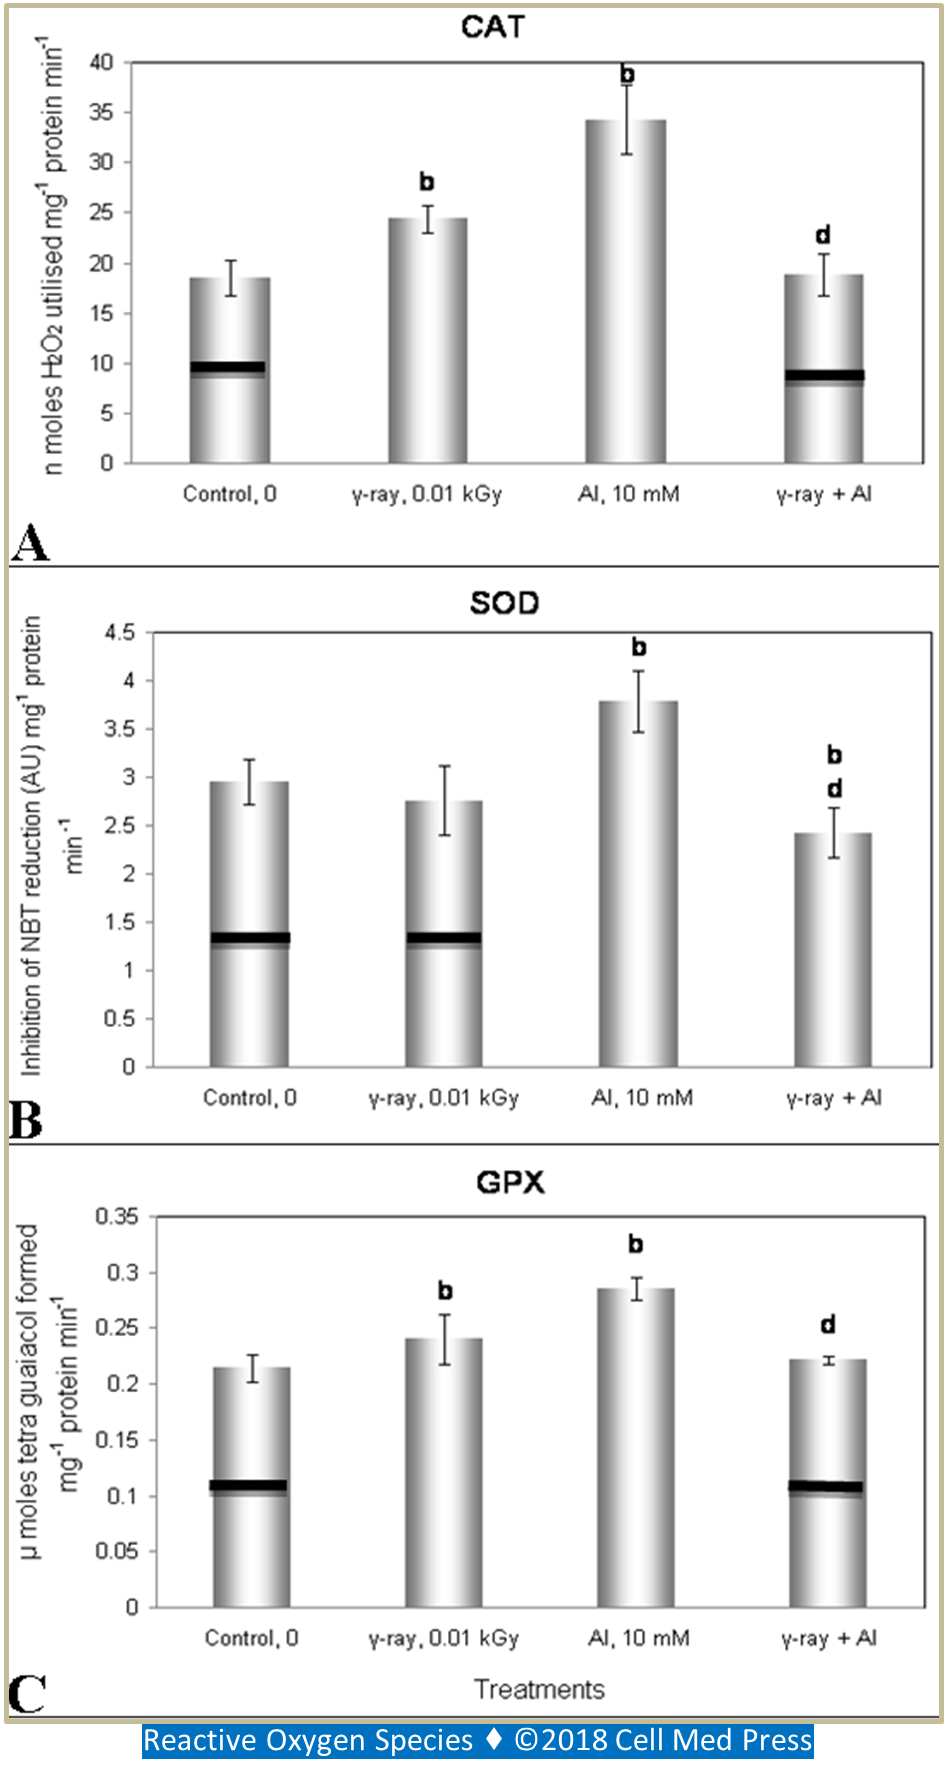 CAT
n moles H₂O₂ utilised mg⁻¹ protein min⁻¹
40
35
30
25
20
15
10
5
0
b
b
d
Control, 0
γ-ray, 0.01 kGy
Al, 10 mM
γ-ray + Al
A
SOD
Inhibition of NBT reduction (AU) mg⁻¹ protein
min⁻¹
4.5
4
3.5
3
2.5
2
1.5
1
0.5
0
b
b
d
Control, 0
γ-ray, 0.01 kGy
Al, 10 mM
γ-ray + Al
B
GPX
μ moles tetra guaiacol formed
mg⁻¹ protein min⁻¹
0.35
0.3
0.25
0.2
0.15
0.1
0.05
0
b
b
d
Control, 0
γ-ray, 0.01 kGy
Al, 10 mM
γ-ray + Al
C
Treatments
Reactive Oxygen Species ♦ ©2018 Cell Med Press